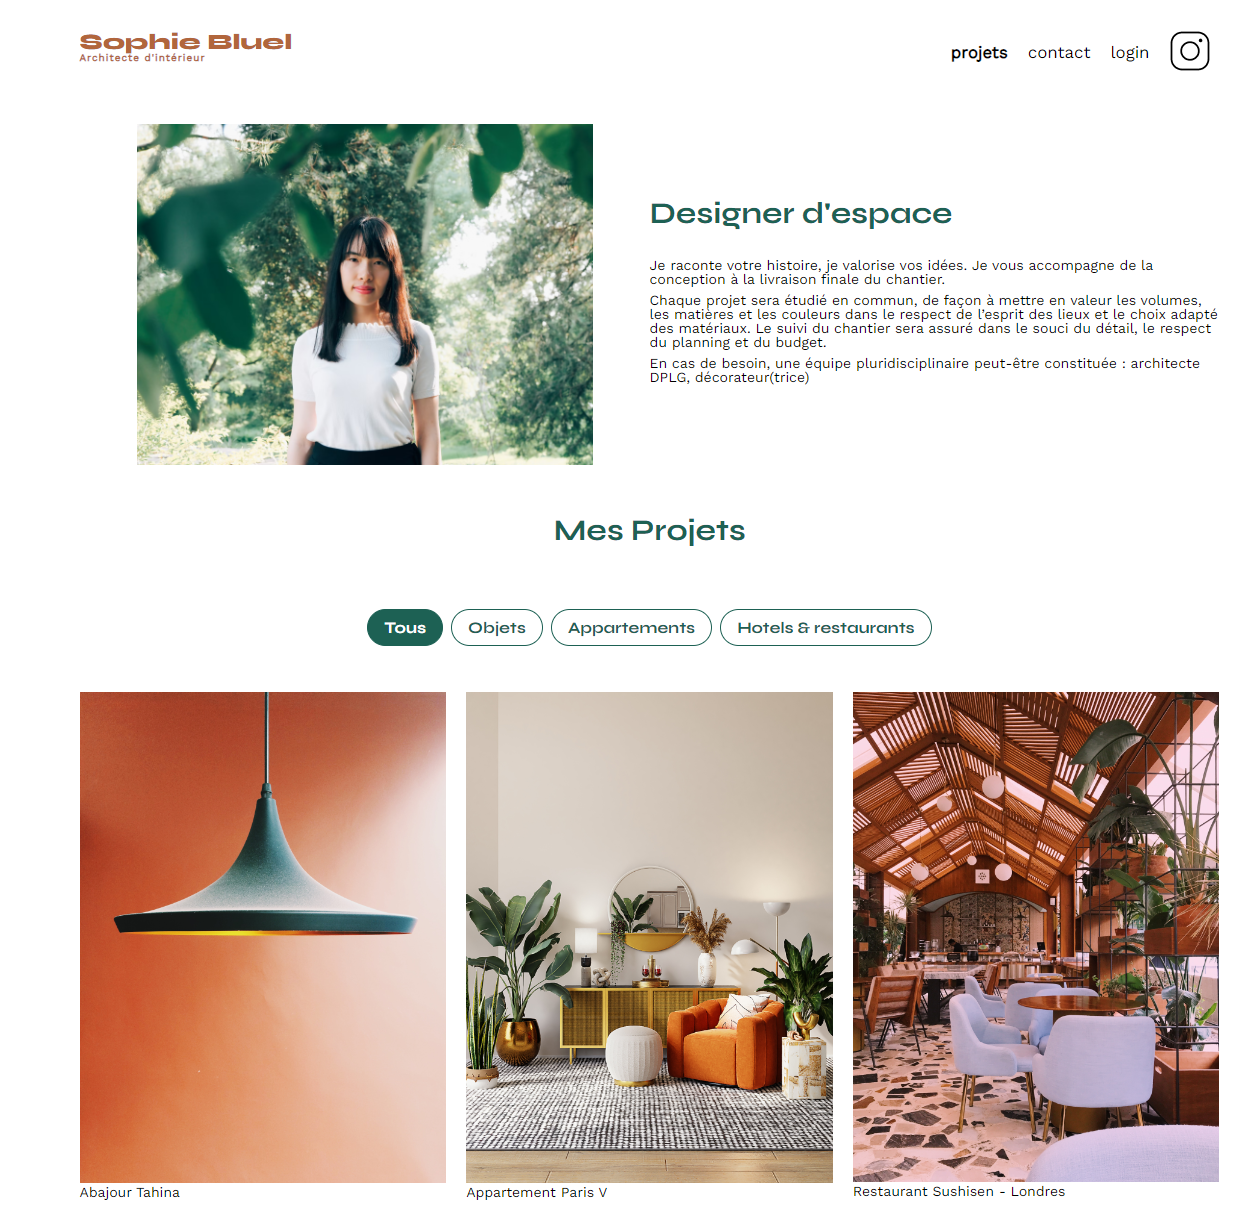 Sophie Bluel
Architecte d'intérieur
projets contact login
Designer d'espace
Je raconte votre histoire, je valorise vos idées. Je vous accompagne de la
conception à la livraison finale du chantier.
Chaque projet sera étudié en commun, de façon à mettre en valeur les volumes,
les matières et les couleurs dans le respect de l’esprit des lieux et le choix adapté
des matériaux. Le suivi du chantier sera assuré dans le souci du détail, le respect
du planning et du budget.
En cas de besoin, une équipe pluridisciplinaire peut-être constituée : architecte
DPLG, décorateur(trice)
Mes Projets
Tous Objets Appartements Hotels & restaurants
Abajour Tahina
Appartement Paris V
Restaurant Sushisen - Londres